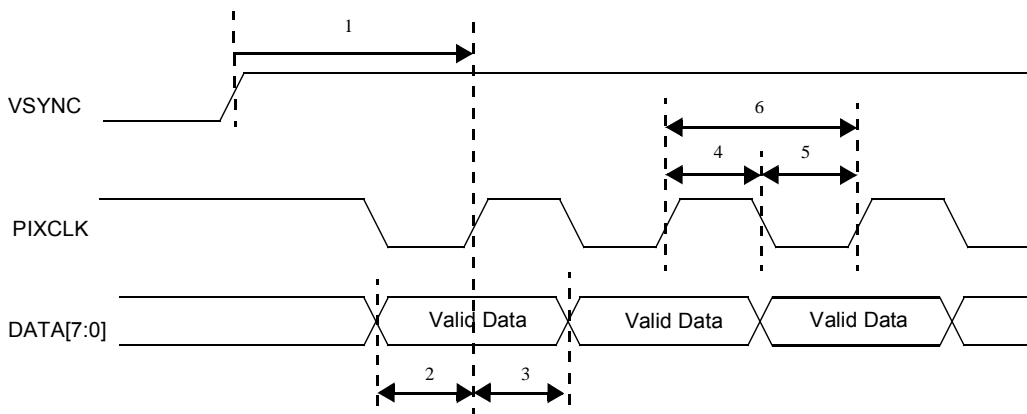 1
VSYNC
6
4
5
PIXCLK
DATA[7:0]
Valid Data
Valid Data
Valid Data
2
3